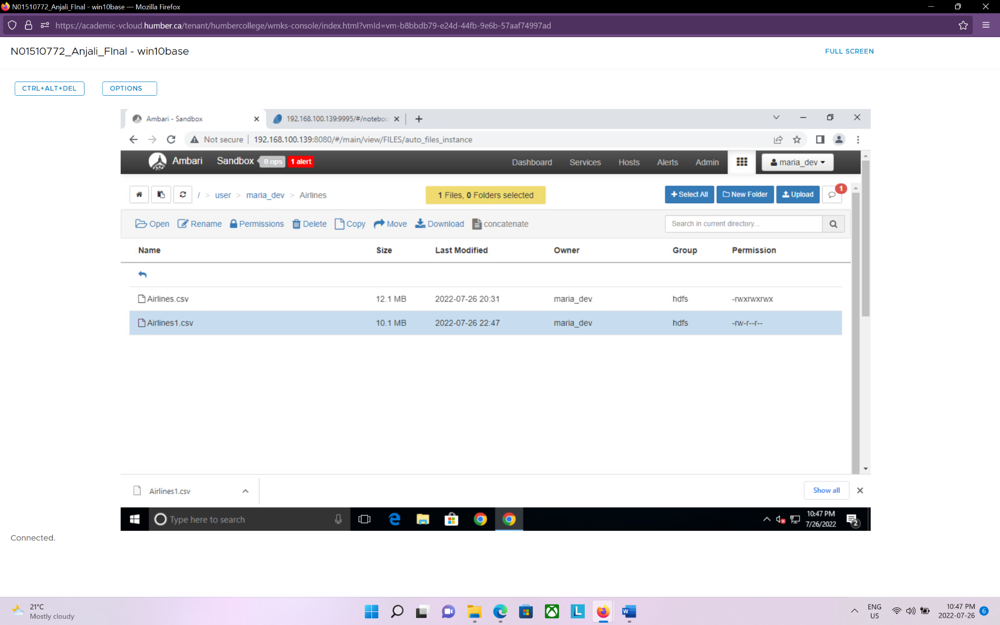 N01510772_Anjali_FInal - win10base — Mozilla Firefox
https://academic-vcloud.humber.ca/tenant/humbercollege/wmks-console/index.html?vmId=vm-b8bbdb79-e24d-44fb-9e6b-57aaf74997ad
N01510772_Anjali_FInal - win10base
FULL SCREEN
CTRL+ALT+DEL OPTIONS
Ambari - Sandbox 192.168.100.139:9995/#/noteboo
Not secure 192.168.100.139:8080/#/main/view/FILES/auto_files_instance
Ambari Sandbox 0 ops 1 alert Dashboard Services Hosts Alerts Admin maria_dev
/ > user > maria_dev > Airlines 1 Files, 0 Folders selected Select All New Folder Upload 1
Open Rename Permissions Delete Copy Move Download concatenate Search in current directory...
Name Size Last Modified Owner Group Permission
Airlines.csv 12.1 MB 2022-07-26 20:31 maria_dev hdfs -rwxrwxrwx
Airlines1.csv 10.1 MB 2022-07-26 22:47 maria_dev hdfs -rw-r--r--
Airlines1.csv Show all
Type here to search 10:47 PM
7/26/2022 2
Connected.
21°C ENG 10:47 PM
Mostly cloudy US 2022-07-26 6